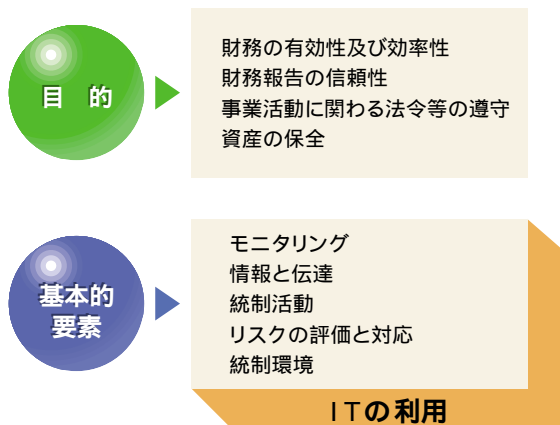 目 的
財務の有効性及び効率性
財務報告の信頼性
事業活動に関わる法令等の遵守
資産の保全
基本的
要素
モニタリング
情報と伝達
統制活動
リスクの評価と対応
統制環境
ITの利用